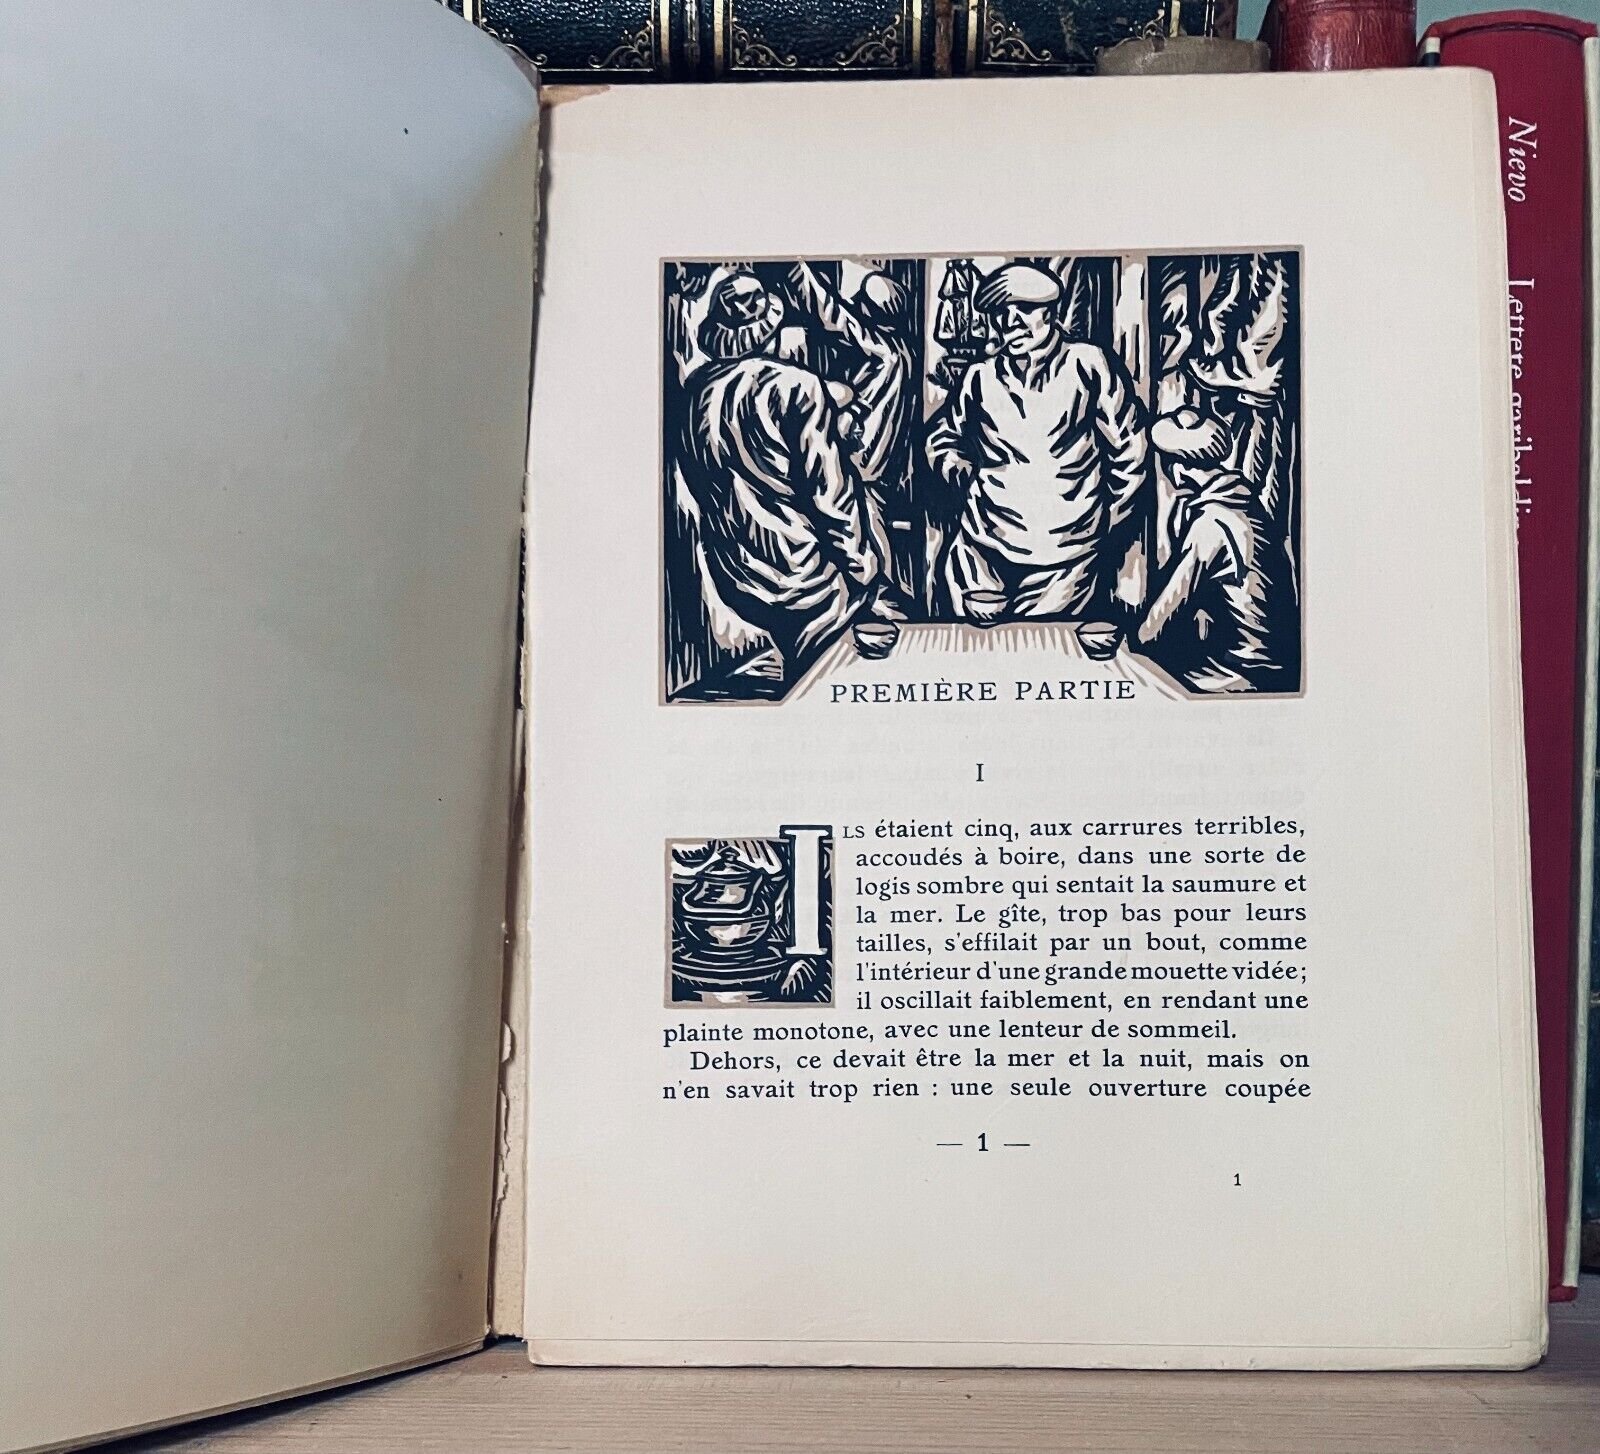 PREMIÈRE PARTIE
I
ILS étaient cinq, aux carrures terribles,
accoudés à boire, dans une sorte de
logis sombre qui sentait la saumure et
la mer. Le gîte, trop bas pour leurs
tailles, s'effilait par un bout, comme
l'intérieur d'une grande mouette vidée;
il oscillait faiblement, en rendant une
plainte monotone, avec une lenteur de sommeil.
Dehors, ce devait être la mer et la nuit, mais on
n'en savait trop rien : une seule ouverture coupée
— 1 —
1
Nievo
Lettere